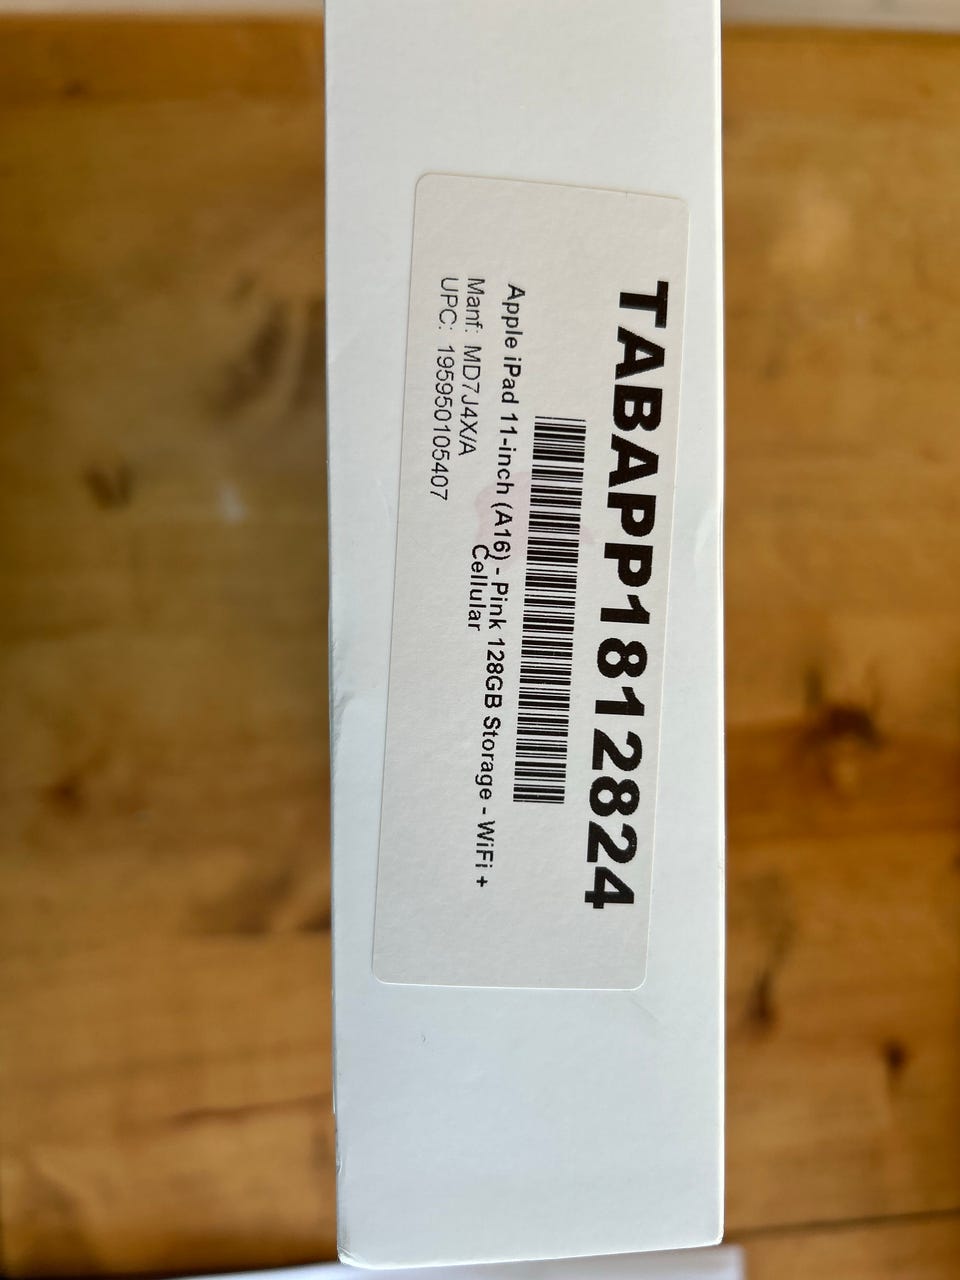 TABAPP1812824
Apple iPad 11-inch (A16) - Pink 128GB Storage - WiFi +
Cellular
Manf: MD7J4X/A
UPC: 195950105407